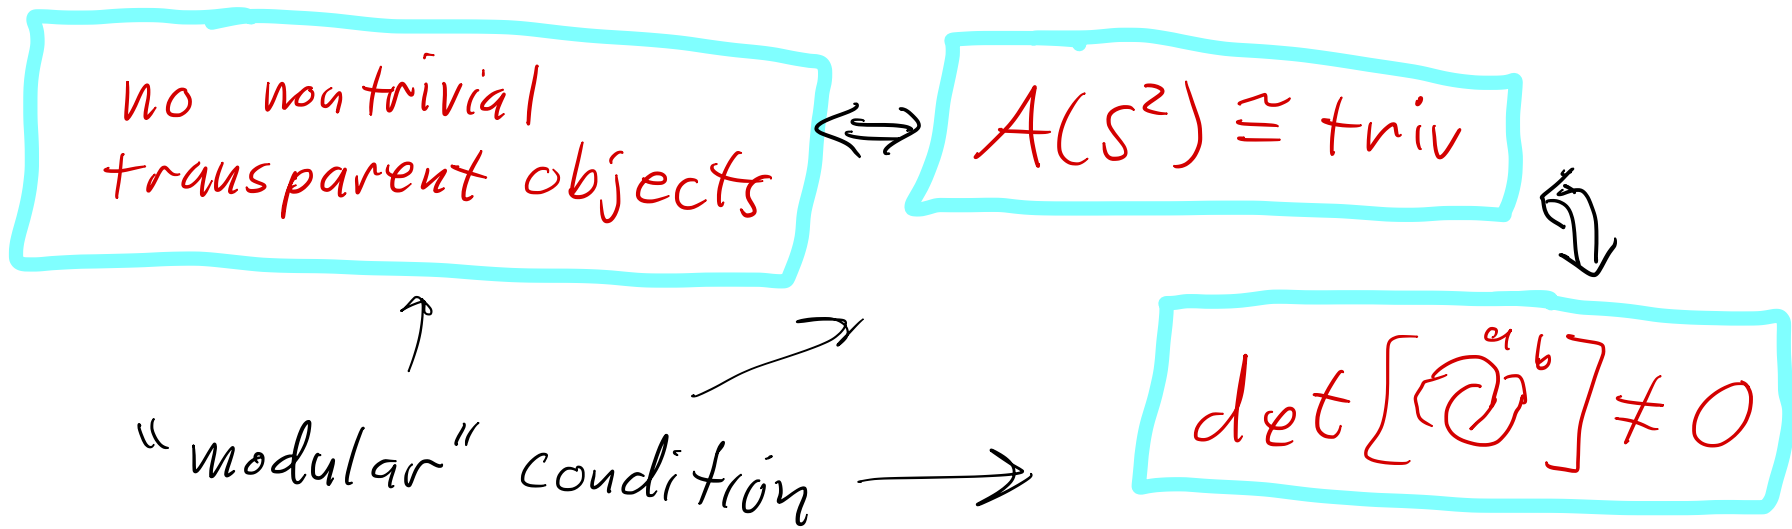 no nontrivial
transparent objects
⇔
A(S²) ≅ triv
⇔
det [ a b ] ≠ 0
"modular" condition